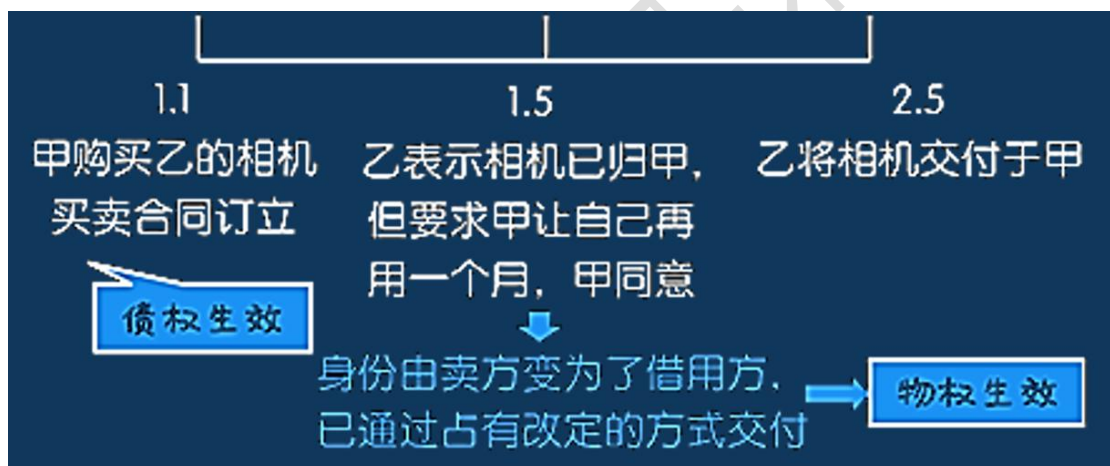 1.1
甲购买乙的相机
买卖合同订立
债权生效
1.5
乙表示相机已归甲，
但要求甲让自己再
用一个月，甲同意
身份由卖方变为了借用方，
已通过占有改定的方式交付
物权生效
2.5
乙将相机交付于甲